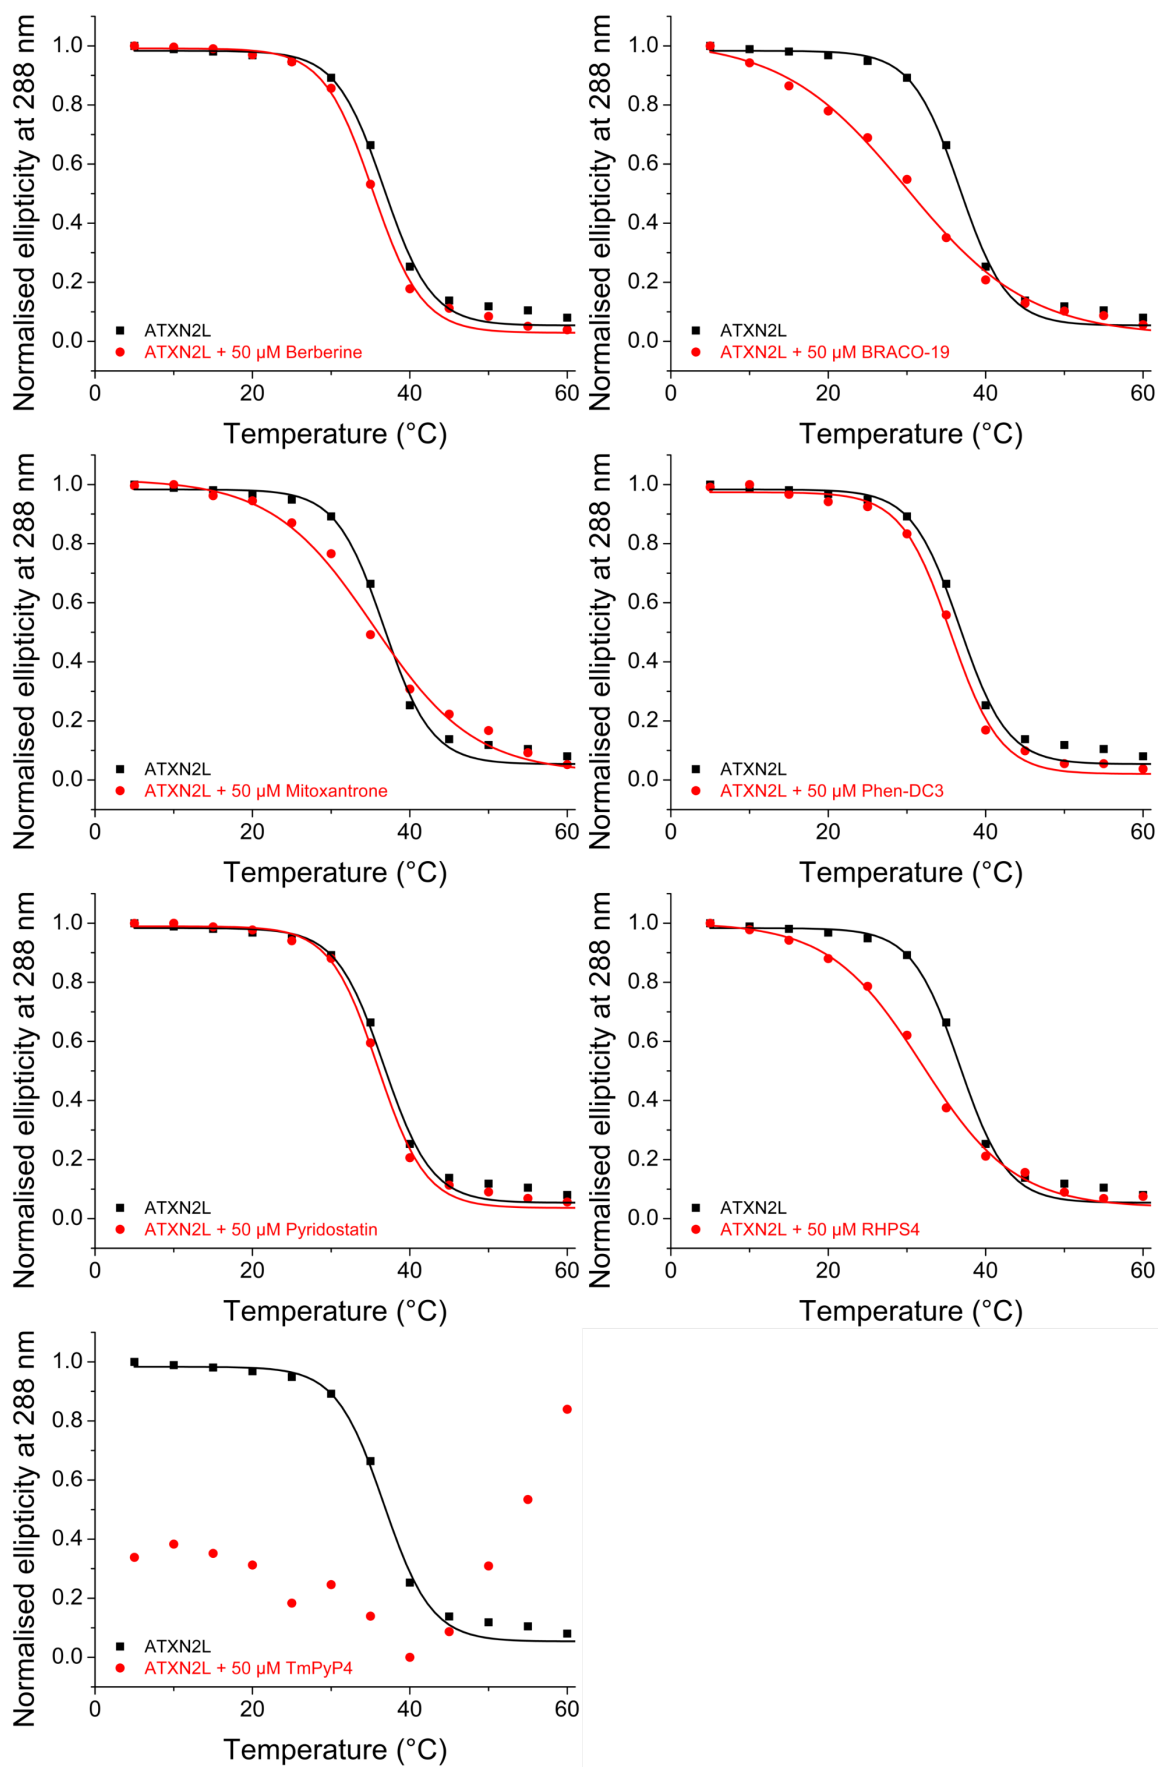 Normalised ellipticity at 288 nm
1.0
0.8
0.6
0.4
0.2
0.0
ATXN2L
ATXN2L + 50 µM Berberine
0 20 40 60
Temperature (°C)
Normalised ellipticity at 288 nm
1.0
0.8
0.6
0.4
0.2
0.0
ATXN2L
ATXN2L + 50 µM BRACO-19
0 20 40 60
Temperature (°C)
Normalised ellipticity at 288 nm
1.0
0.8
0.6
0.4
0.2
0.0
ATXN2L
ATXN2L + 50 µM Mitoxantrone
0 20 40 60
Temperature (°C)
Normalised ellipticity at 288 nm
1.0
0.8
0.6
0.4
0.2
0.0
ATXN2L
ATXN2L + 50 µM Phen-DC3
0 20 40 60
Temperature (°C)
Normalised ellipticity at 288 nm
1.0
0.8
0.6
0.4
0.2
0.0
ATXN2L
ATXN2L + 50 µM Pyridostatin
0 20 40 60
Temperature (°C)
Normalised ellipticity at 288 nm
1.0
0.8
0.6
0.4
0.2
0.0
ATXN2L
ATXN2L + 50 µM RHPS4
0 20 40 60
Temperature (°C)
Normalised ellipticity at 288 nm
1.0
0.8
0.6
0.4
0.2
0.0
ATXN2L
ATXN2L + 50 µM TmPyP4
0 20 40 60
Temperature (°C)